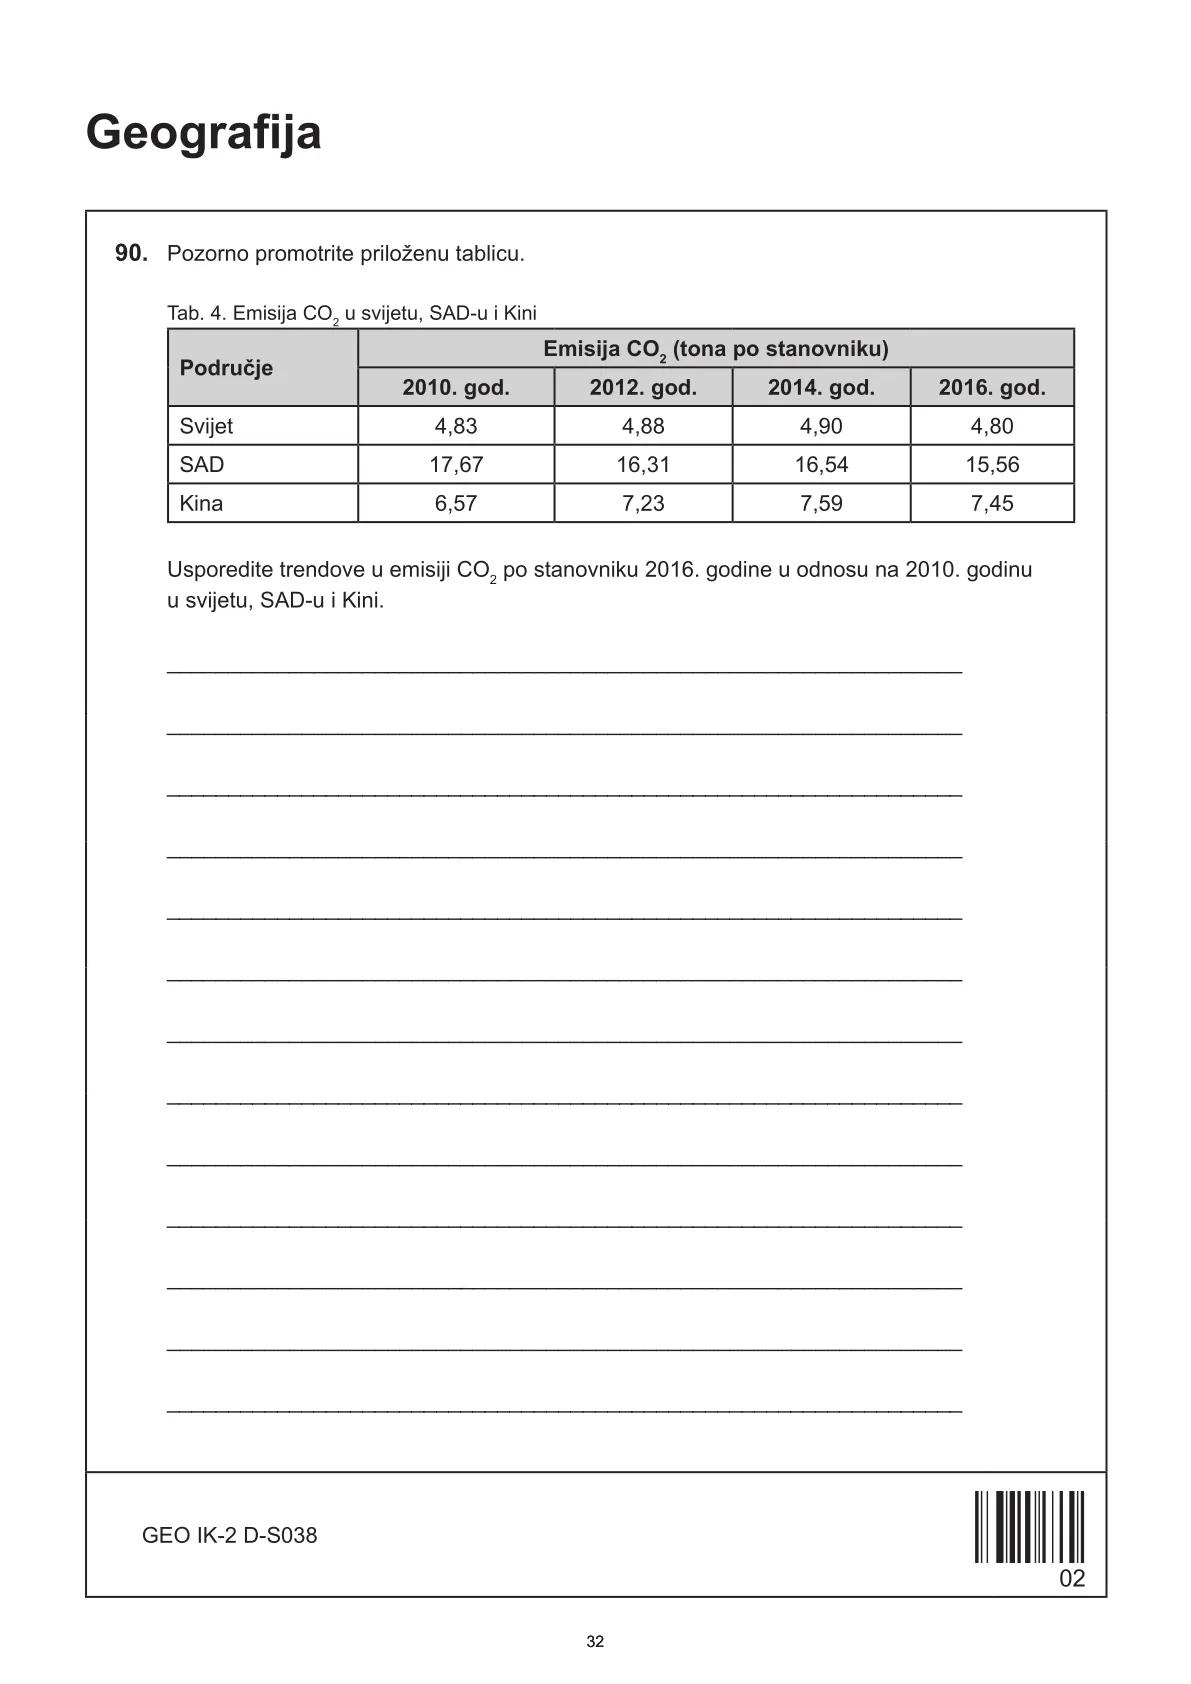 Geografija
90. Pozorno promotrite priloženu tablicu.
Tab. 4. Emisija CO2 u svijetu, SAD-u i Kini
Područje
Emisija CO2 (tona po stanovniku)
2010. god. 2012. god. 2014. god. 2016. god.
Svijet 4,83 4,88 4,90 4,80
SAD 17,67 16,31 16,54 15,56
Kina 6,57 7,23 7,59 7,45
Usporedite trendove u emisiji CO2 po stanovniku 2016. godine u odnosu na 2010. godinu
u svijetu, SAD-u i Kini.
GEO IK-2 D-S038
02
32